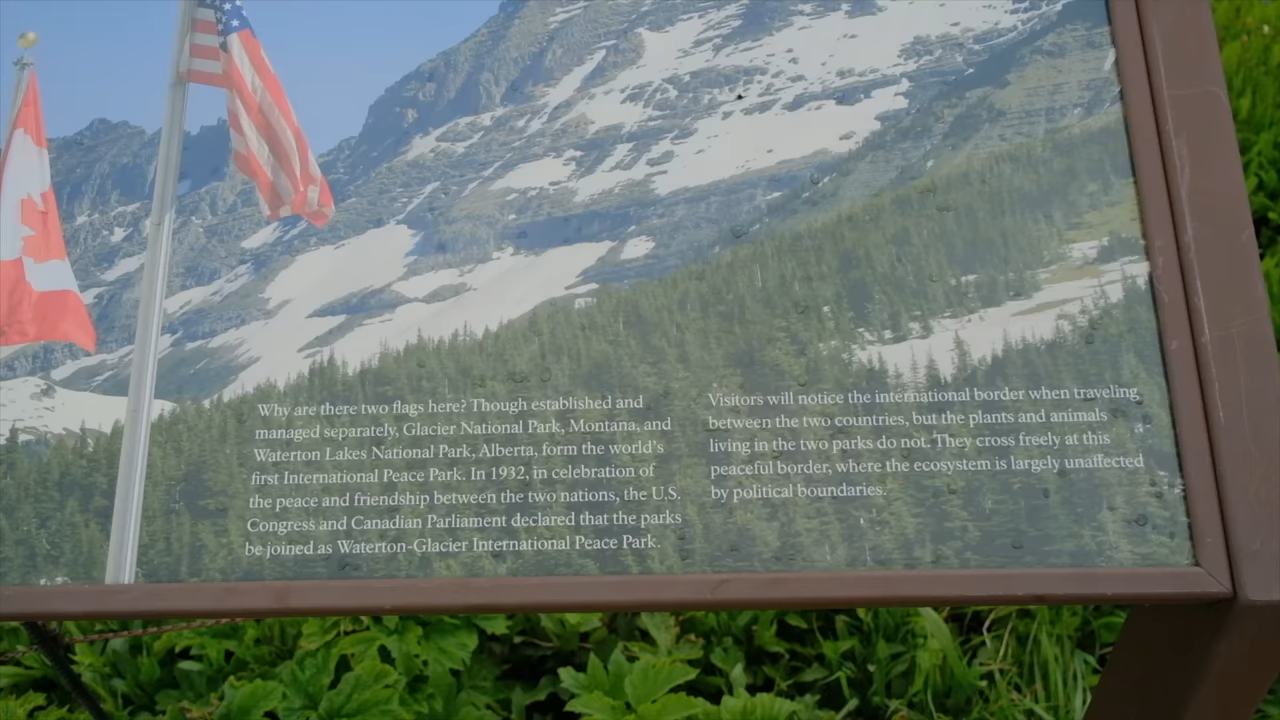 Why are there two flags here? Though established and
managed separately, Glacier National Park, Montana, and
Waterton Lakes National Park, Alberta, form the world's
first International Peace Park. In 1932, in celebration of
the peace and friendship between the two nations, the U.S.
Congress and Canadian Parliament declared that the parks
be joined as Waterton-Glacier International Peace Park.
Visitors will notice the international border when traveling
between the two countries, but the plants and animals
living in the two parks do not. They cross freely at this
peaceful border, where the ecosystem is largely unaffected
by political boundaries.